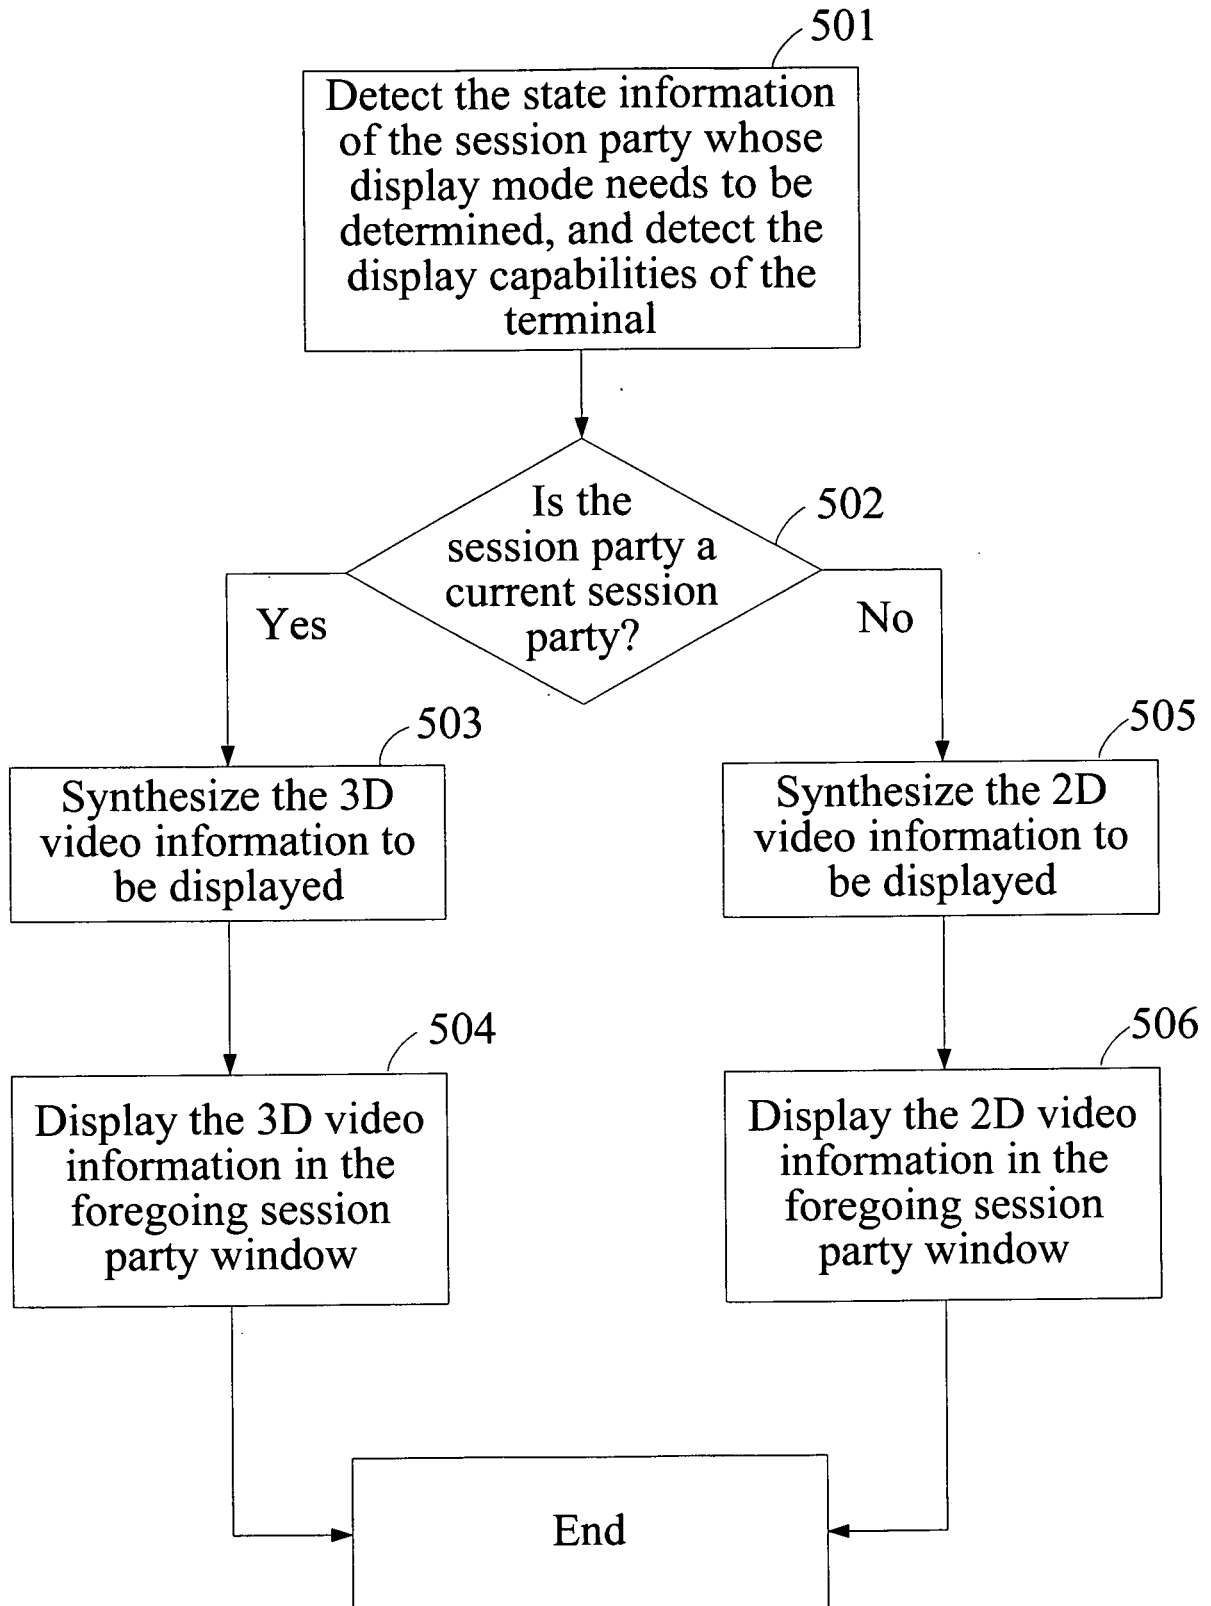 501
Detect the state information
of the session party whose
display mode needs to be
determined, and detect the
display capabilities of the
terminal
502
Is the
session party a
current session
party?
Yes
No
503
Synthesize the 3D
video information to
be displayed
505
Synthesize the 2D
video information to
be displayed
504
Display the 3D video
information in the
foregoing session
party window
506
Display the 2D video
information in the
foregoing session
party window
End